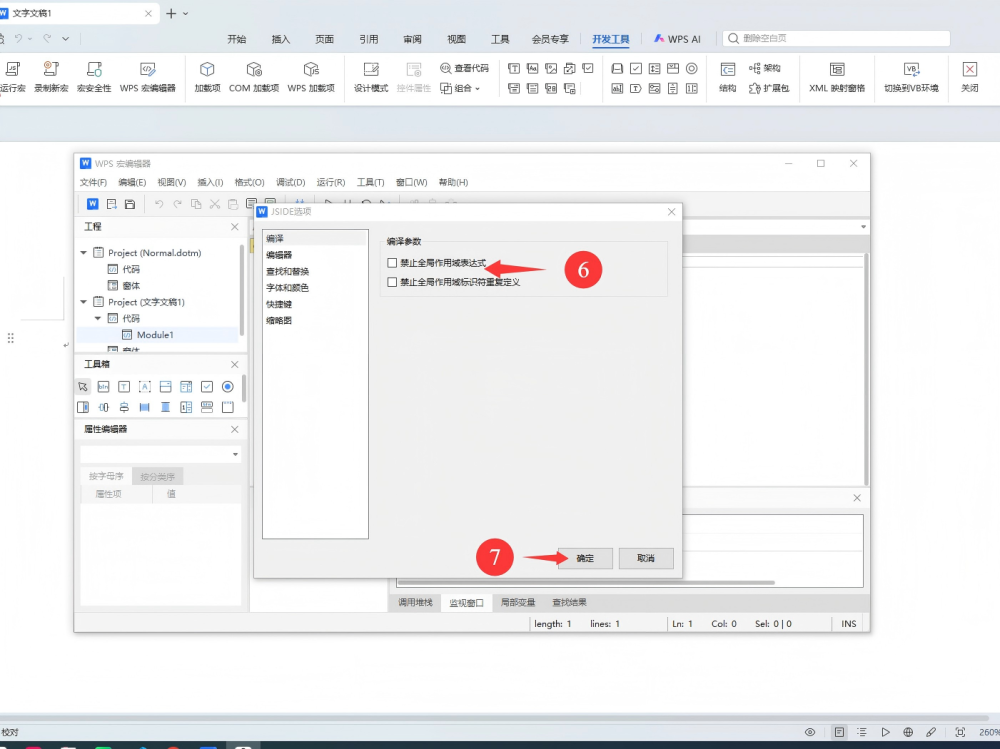 文字文稿1
开始 插入 页面 引用 审阅 视图 工具 会员专享 开发工具 WPS AI 删除空白页
运行宏 录制新宏 宏安全性 WPS 宏编辑器 加载项 COM 加载项 WPS 加载项 设计模式 控件属性 查看代码 组合 结构 架构 扩展包 XML 映射窗格 切换到VB环境 关闭
WPS 宏编辑器
文件(F) 编辑(E) 视图(V) 插入(I) 格式(O) 调试(D) 运行(R) 工具(T) 窗口(W) 帮助(H)
工程
Project (Normal.dotm)
代码
窗体
Project (文字文稿1)
代码
Module1
窗体
工具箱
属性编辑器
按字母序 按分类序
属性项 值
JSIDE选项
编译
编辑器
查找和替换
字体和颜色
快捷键
缩略图
编译参数
禁止全局作用域表达式
禁止全局作用域标识符重复定义
6
7
确定 取消
调用堆栈 监视窗口 局部变量 查找结果
length: 1 lines: 1 Ln: 1 Col: 0 Sel: 0 | 0 INS
校对
260%